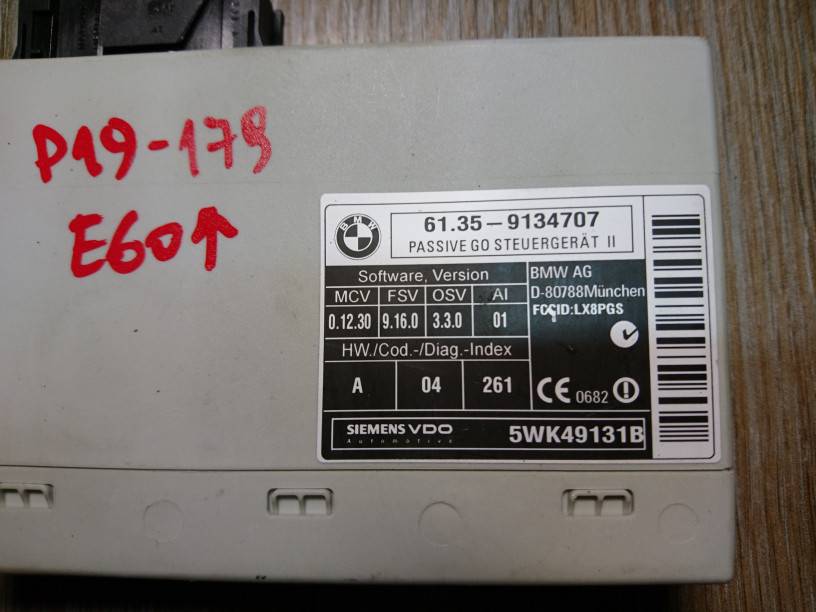 P19-179
E60↑
BMW
61.35-9134707
PASSIVE GO STEUERGERÄT II
Software, Version
MCV FSV OSV AI
0.12.30 9.16.0 3.3.0 01
HW./Cod.-/Diag.-Index
A 04 261
BMW AG
D-80788München
FCCID:LX8PGS
CE 0682
SIEMENS VDO
Automotive
5WK49131B